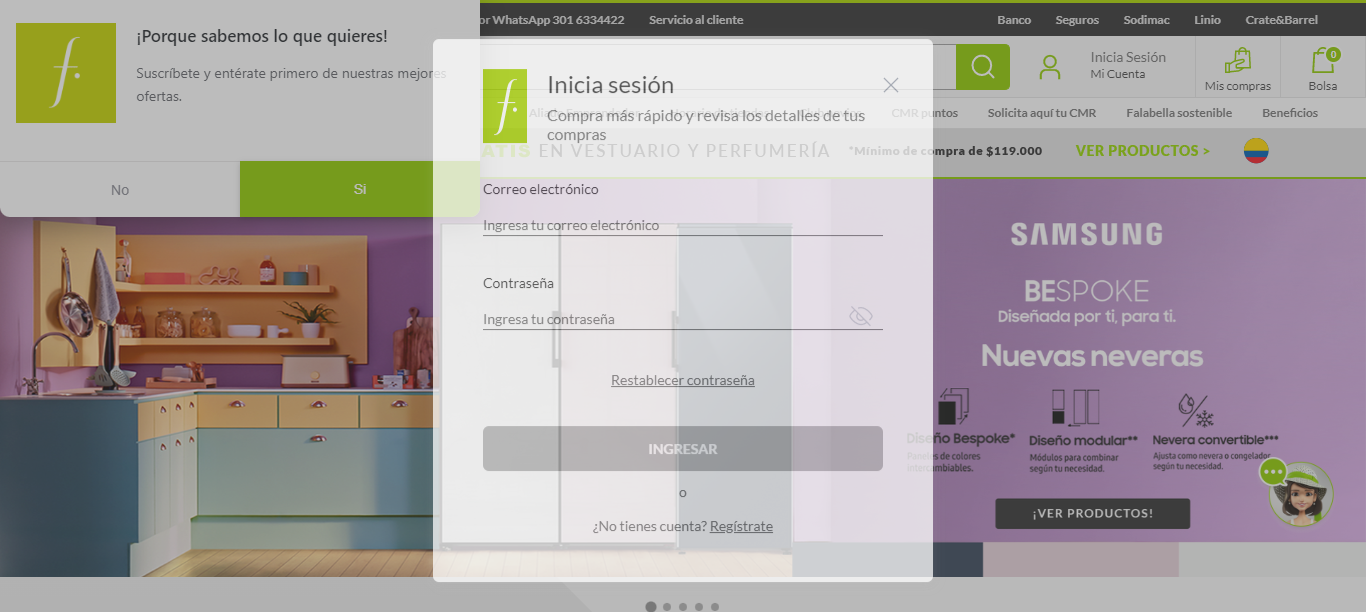 or WhatsApp 301 6334422
Servicio al cliente
Banco
Seguros
Sodimac
Linio
Crate&Barrel
¡Porque sabemos lo que quieres!
Suscríbete y entérate primero de nuestras mejores
ofertas.
No
Si
Inicia Sesión
Mi Cuenta
Mis compras
0
Bolsa
CMR puntos
Solicita aquí tu CMR
Falabella sostenible
Beneficios
ATIS EN VESTUARIO Y PERFUMERÍA
*Mínimo de compra de $119.000
VER PRODUCTOS >
f.
Inicia sesión
Compra más rápido y revisa los detalles de tus
compras
Correo electrónico
Ingresa tu correo electrónico
Contraseña
Ingresa tu contraseña
Restablecer contraseña
INGRESAR
o
¿No tienes cuenta? Regístrate
SAMSUNG
BESPOKE
Diseñada por ti, para ti.
Nuevas neveras
Diseño Bespoke*
Paneles de colores
intercambiables.
Diseño modular**
Módulos para combinar
según tu necesidad.
Nevera convertible***
Ajusta como nevera o congelador
según tu necesidad.
¡VER PRODUCTOS!